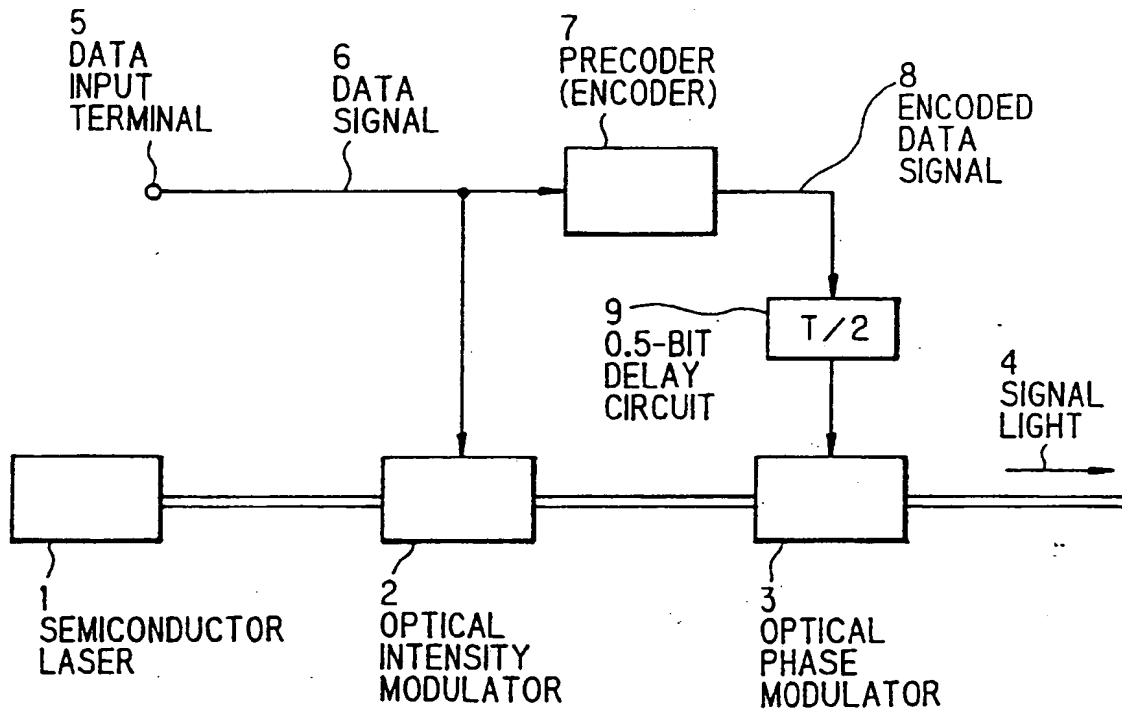 5
DATA
INPUT
TERMINAL
6
DATA
SIGNAL
7
PRECODER
(ENCODER)
8
ENCODED
DATA
SIGNAL
9
0.5-BIT
DELAY
CIRCUIT
T/2
4
SIGNAL
LIGHT
1
SEMICONDUCTOR
LASER
2
OPTICAL
INTENSITY
MODULATOR
3
OPTICAL
PHASE
MODULATOR